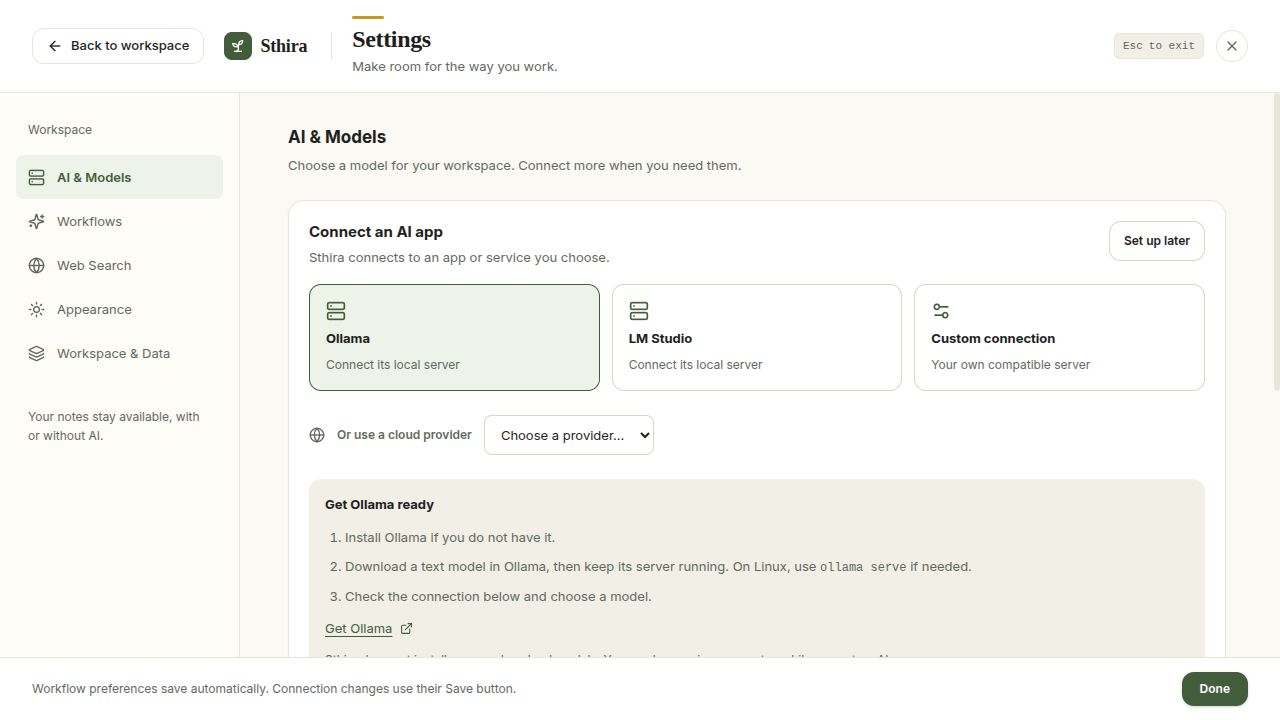 Back to workspace
Sthira
Settings
Make room for the way you work.
Esc to exit
Workspace
AI & Models
Workflows
Web Search
Appearance
Workspace & Data
Your notes stay available, with
or without AI.
AI & Models
Choose a model for your workspace. Connect more when you need them.
Connect an AI app
Sthira connects to an app or service you choose.
Set up later
Ollama
Connect its local server
LM Studio
Connect its local server
Custom connection
Your own compatible server
Or use a cloud provider
Choose a provider...
Get Ollama ready
1. Install Ollama if you do not have it.
2. Download a text model in Ollama, then keep its server running. On Linux, use ollama serve if needed.
3. Check the connection below and choose a model.
Get Ollama
Workflow preferences save automatically. Connection changes use their Save button.
Done